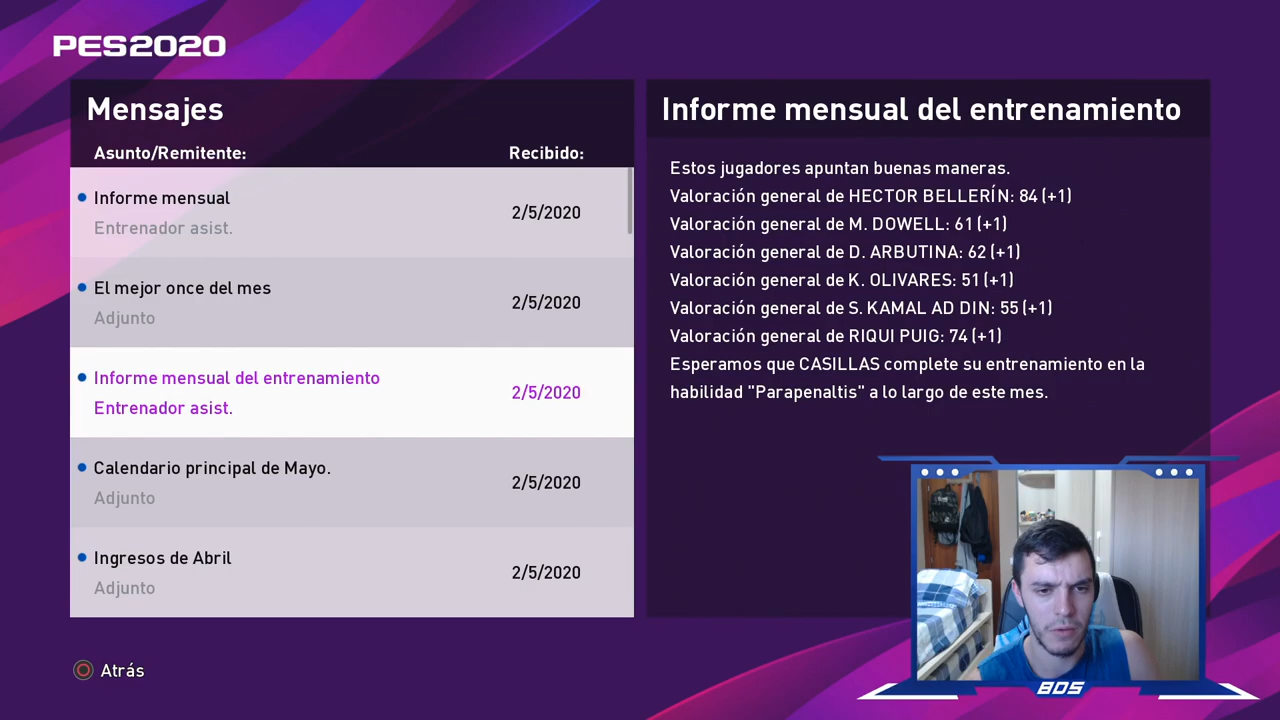 PES2020
Mensajes
Asunto/Remitente: Recibido:
Informe mensual
Entrenador asist.
2/5/2020
El mejor once del mes
Adjunto
2/5/2020
Informe mensual del entrenamiento
Entrenador asist.
2/5/2020
Calendario principal de Mayo.
Adjunto
2/5/2020
Ingresos de Abril
Adjunto
2/5/2020
Informe mensual del entrenamiento
Estos jugadores apuntan buenas maneras.
Valoración general de HECTOR BELLERÍN: 84 (+1)
Valoración general de M. DOWELL: 61 (+1)
Valoración general de D. ARBUTINA: 62 (+1)
Valoración general de K. OLIVARES: 51 (+1)
Valoración general de S. KAMAL AD DIN: 55 (+1)
Valoración general de RIQUI PUIG: 74 (+1)
Esperamos que CASILLAS complete su entrenamiento en la
habilidad "Parapenaltis" a lo largo de este mes.
Atrás
BDS